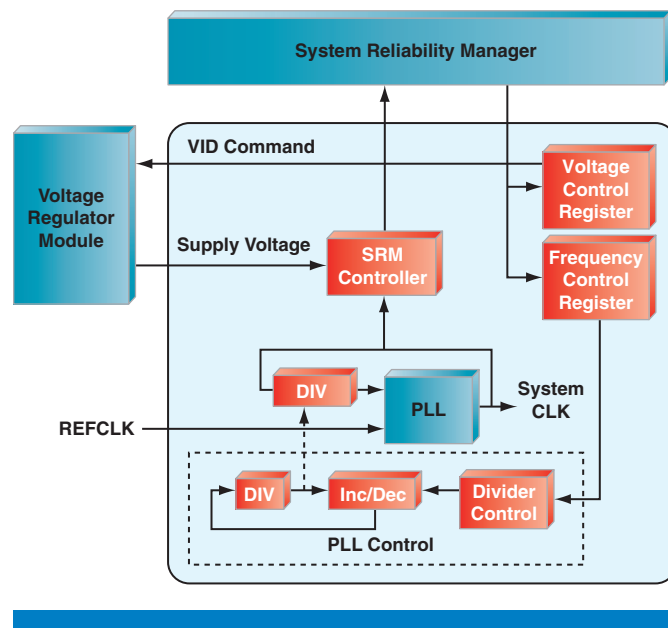 System Reliability Manager
VID Command
Voltage
Regulator
Module
Voltage
Control
Register
Supply Voltage
SRM
Controller
Frequency
Control
Register
DIV
PLL
System
CLK
REFCLK
DIV
Inc/Dec
Divider
Control
PLL Control